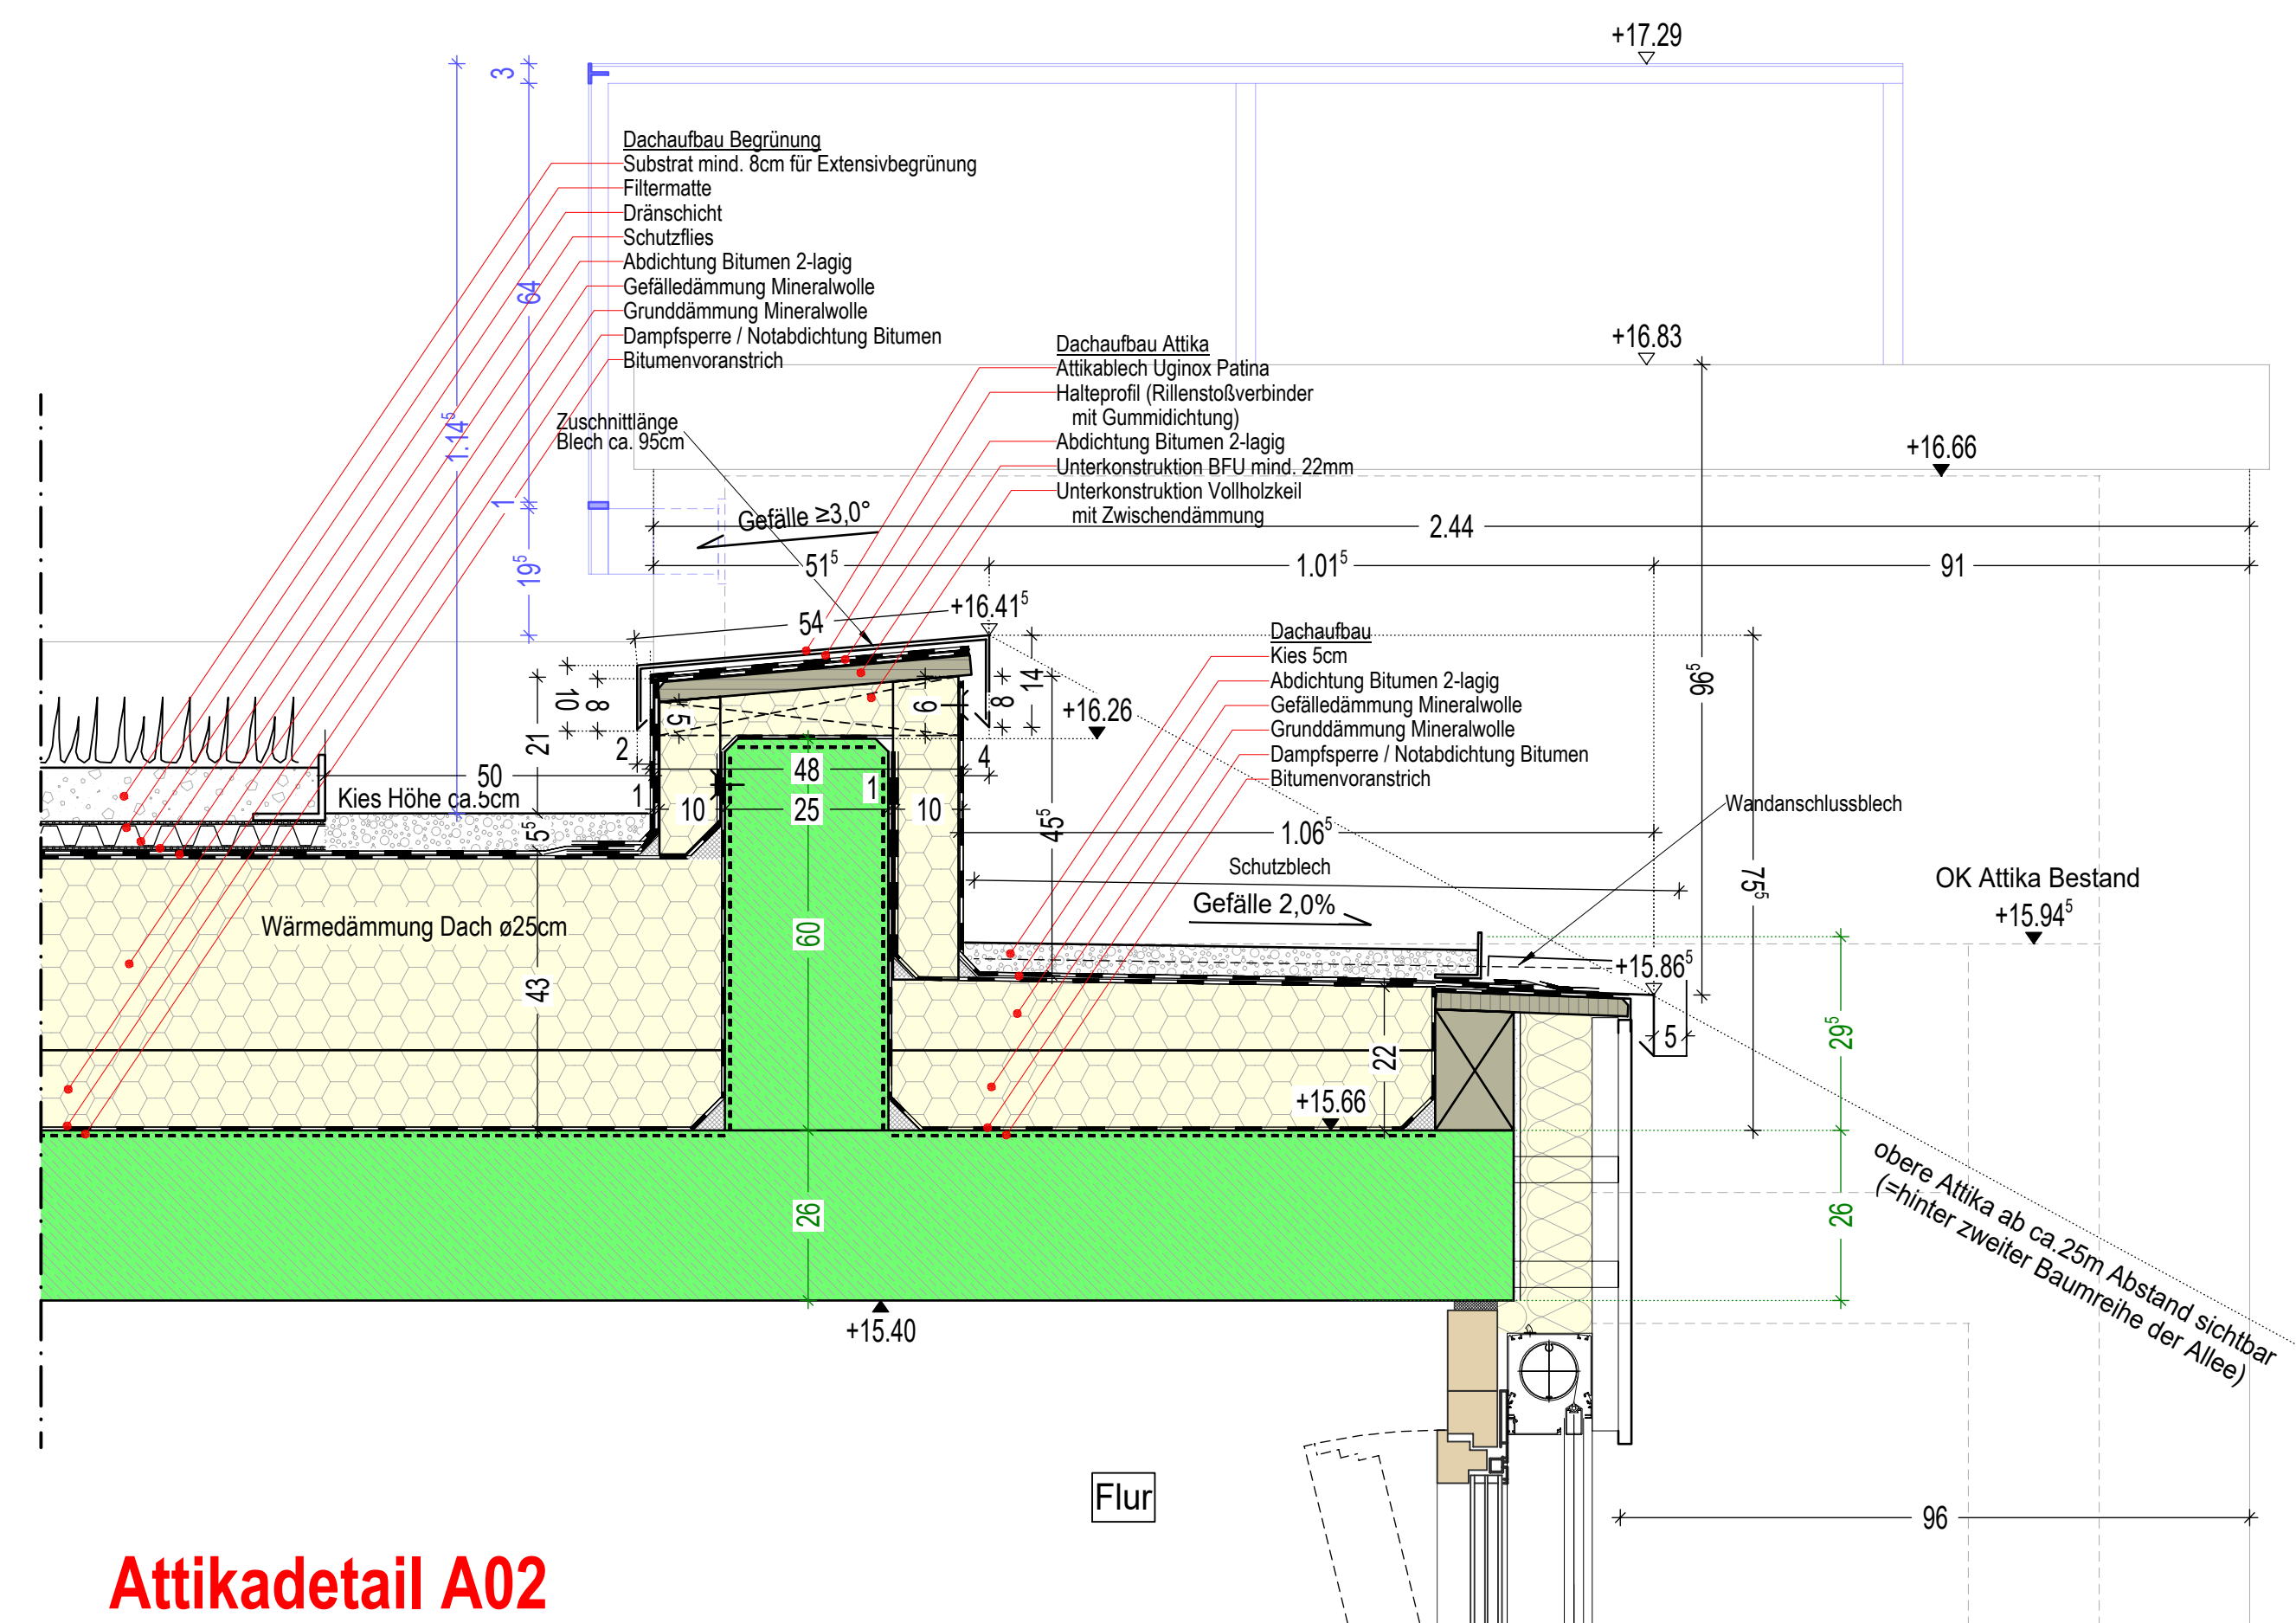 +17.29
3
Dachaufbau Begrünung
Substrat mind. 8cm für Extensivbegrünung
Filtermatte
Dränschicht
Schutzflies
Abdichtung Bitumen 2-lagig
Gefälledämmung Mineralwolle
Grunddämmung Mineralwolle
Dampfsperre / Notabdichtung Bitumen
Bitumenvoranstrich
64
1.14⁵
1
19⁵
+16.83
Dachaufbau Attika
Attikablech Uginox Patina
Halteprofil (Rillenstoßverbinder
mit Gummidichtung)
Abdichtung Bitumen 2-lagig
Unterkonstruktion BFU mind. 22mm
Unterkonstruktion Vollholzkeil
mit Zwischendämmung
Zuschnittlänge
Blech ca. 95cm
+16.66
Gefälle ≥3,0°
2.44
51⁵
1.01⁵
91
54
+16.41⁵
Dachaufbau
Kies 5cm
Abdichtung Bitumen 2-lagig
Gefälledämmung Mineralwolle
Grunddämmung Mineralwolle
Dampfsperre / Notabdichtung Bitumen
Bitumenvoranstrich
96⁵
10
8
5
9
8
14
+16.26
21
2
4
50
48
Kies Höhe ca.5cm
1
10
25
1
10
Wandanschlussblech
5⁵
45⁵
1.06⁵
Schutzblech
75⁵
OK Attika Bestand
+15.94⁵
Gefälle 2,0%
Wärmedämmung Dach ø25cm
60
43
+15.86⁵
5
29⁵
22
+15.66
26
26
obere Attika ab ca.25m Abstand sichtbar
(=hinter zweiter Baumreihe der Allee)
+15.40
Flur
96
Attikadetail A02